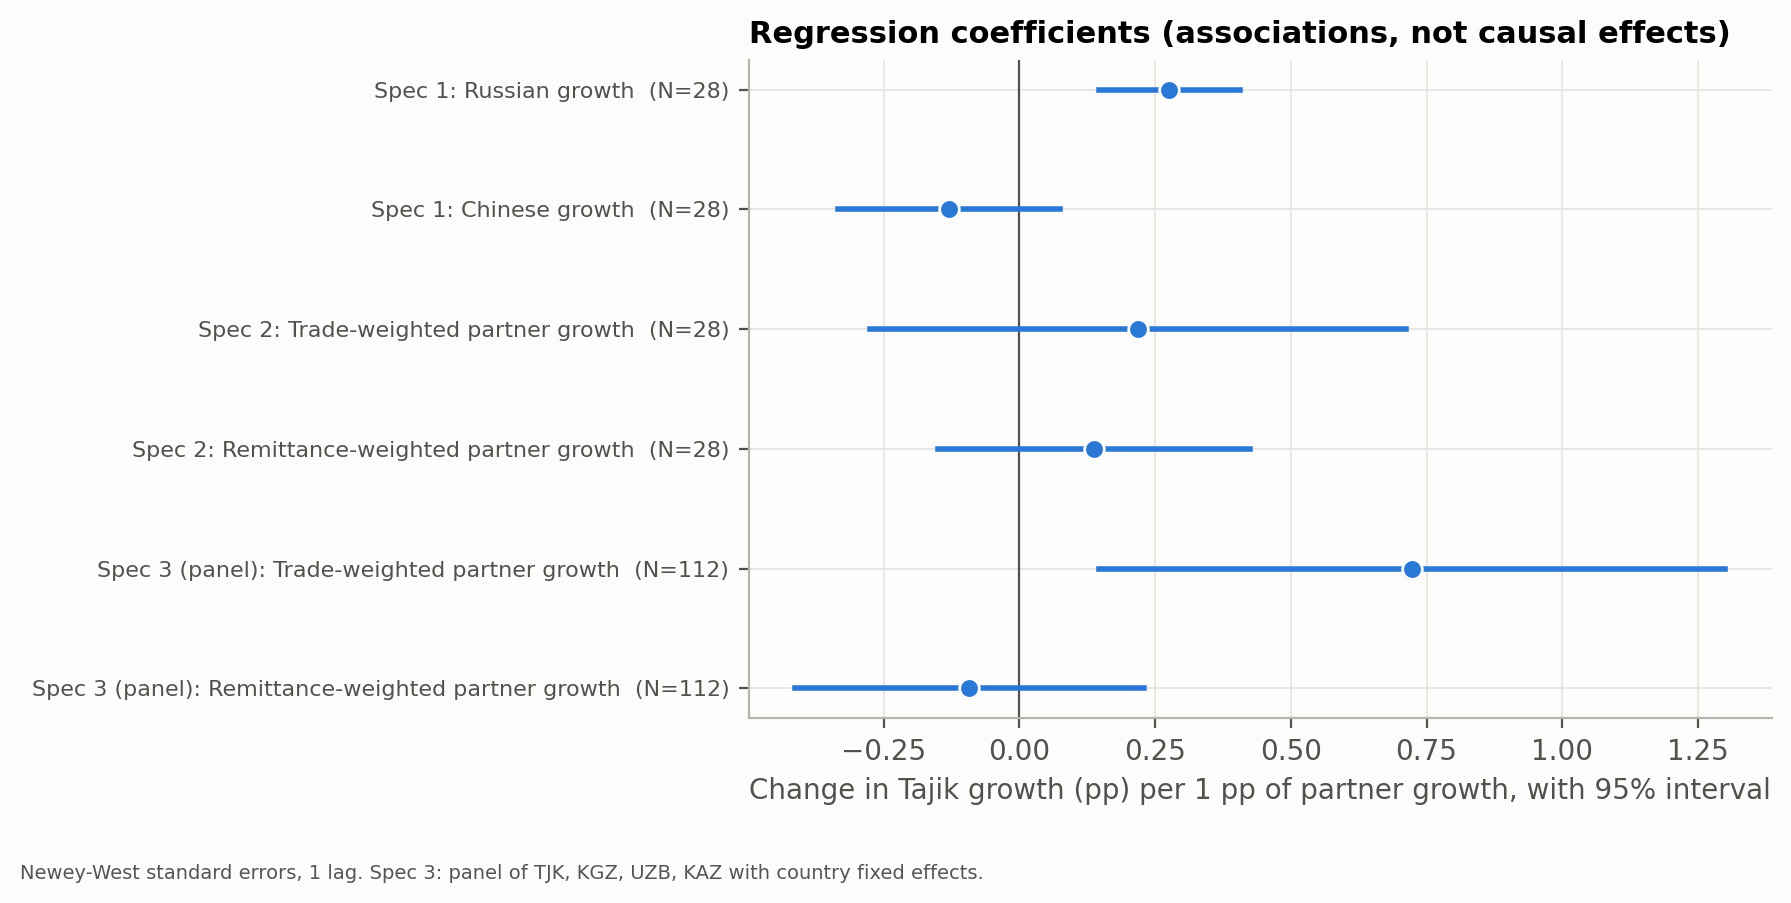 Regression coefficients (associations, not causal effects)
Spec 1: Russian growth (N=28)
Spec 1: Chinese growth (N=28)
Spec 2: Trade-weighted partner growth (N=28)
Spec 2: Remittance-weighted partner growth (N=28)
Spec 3 (panel): Trade-weighted partner growth (N=112)
Spec 3 (panel): Remittance-weighted partner growth (N=112)
−0.25 0.00 0.25 0.50 0.75 1.00 1.25
Change in Tajik growth (pp) per 1 pp of partner growth, with 95% interval
Newey-West standard errors, 1 lag. Spec 3: panel of TJK, KGZ, UZB, KAZ with country fixed effects.